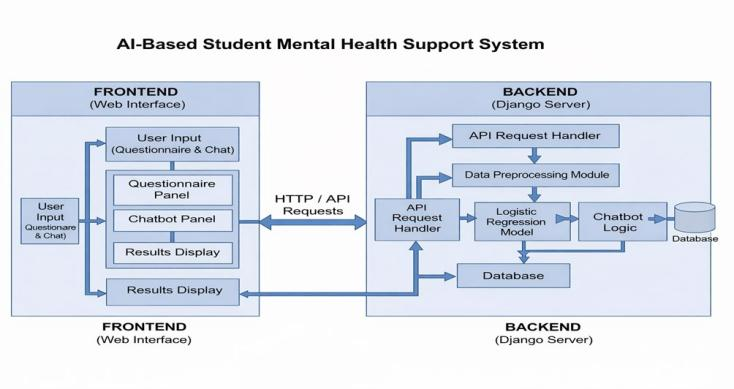 AI-Based Student Mental Health Support System
FRONTEND
(Web Interface)
User Input
(Questionnaire & Chat)
User
Input
(Questionare
& Chat)
Questionnaire
Panel
Chatbot Panel
Results Display
Results Display
FRONTEND
(Web Interface)
HTTP / API
Requests
BACKEND
(Django Server)
API Request Handler
Data Preprocessing Module
API
Request
Handler
Logistic
Regression
Model
Chatbot
Logic
Database
Database
BACKEND
(Django Server)